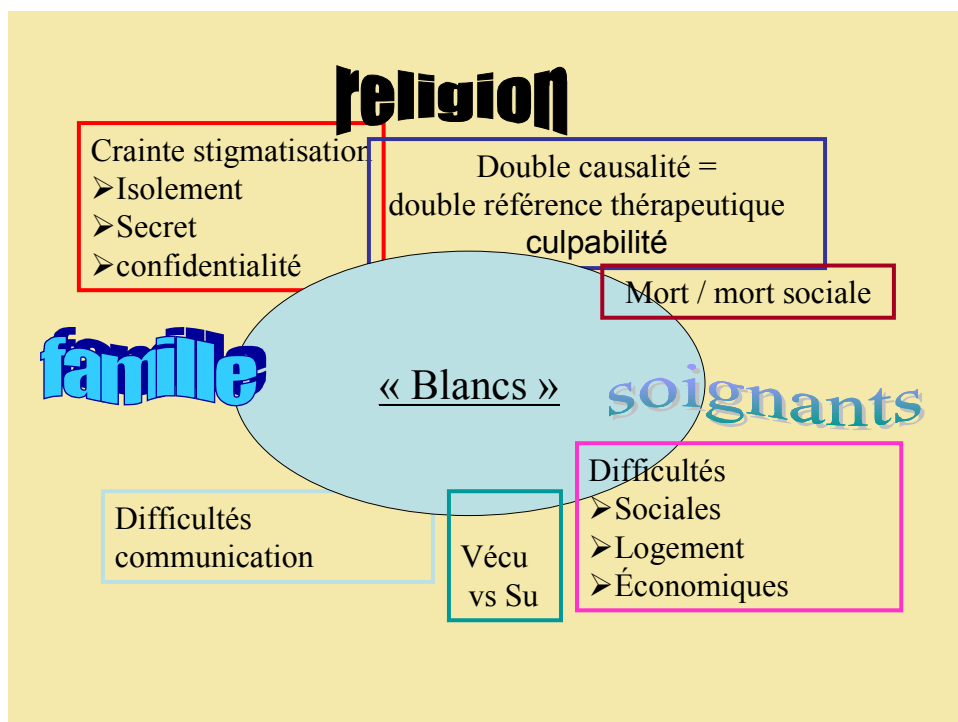 religion
Crainte stigmatisation
➢Isolement
➢Secret
➢confidentialité
Double causalité =
double référence thérapeutique
culpabilité
Mort / mort sociale
famille
« Blancs »
soignants
Difficultés
communication
Vécu
vs Su
Difficultés
➢Sociales
➢Logement
➢Économiques